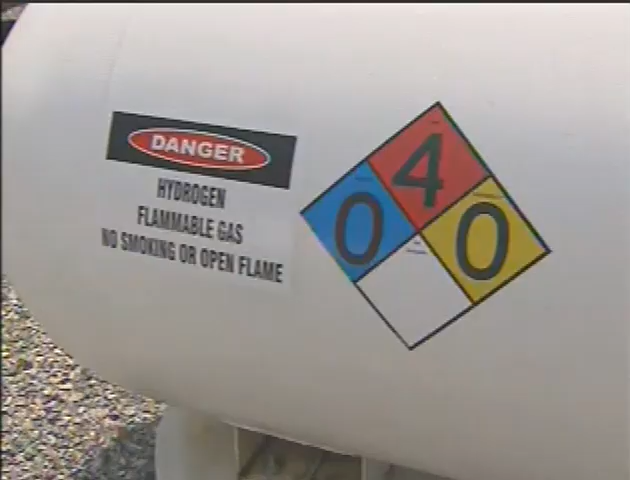 DANGER
HYDROGEN
FLAMMABLE GAS
NO SMOKING OR OPEN FLAME
4
0 0